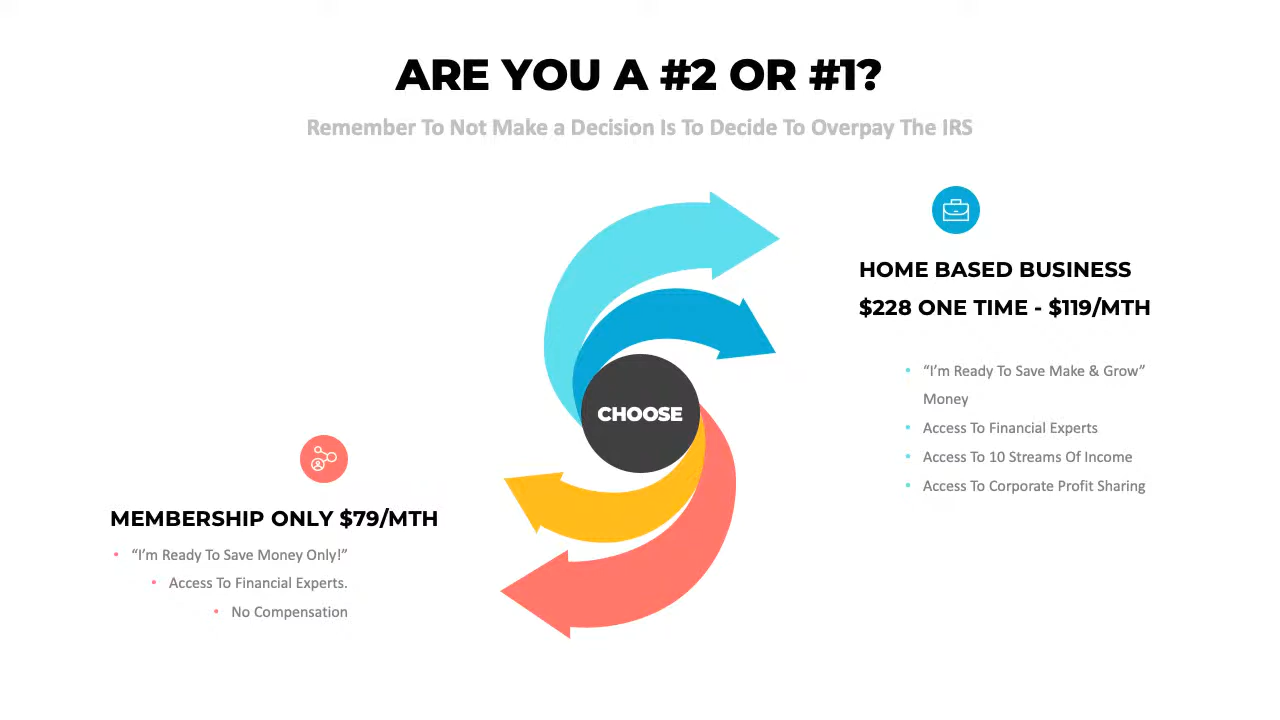 ARE YOU A #2 OR #1?
Remember To Not Make a Decision Is To Decide To Overpay The IRS
HOME BASED BUSINESS
$228 ONE TIME - $119/MTH
• “I’m Ready To Save Make & Grow”
Money
• Access To Financial Experts
• Access To 10 Streams Of Income
• Access To Corporate Profit Sharing
CHOOSE
MEMBERSHIP ONLY $79/MTH
• “I’m Ready To Save Money Only!”
• Access To Financial Experts.
• No Compensation